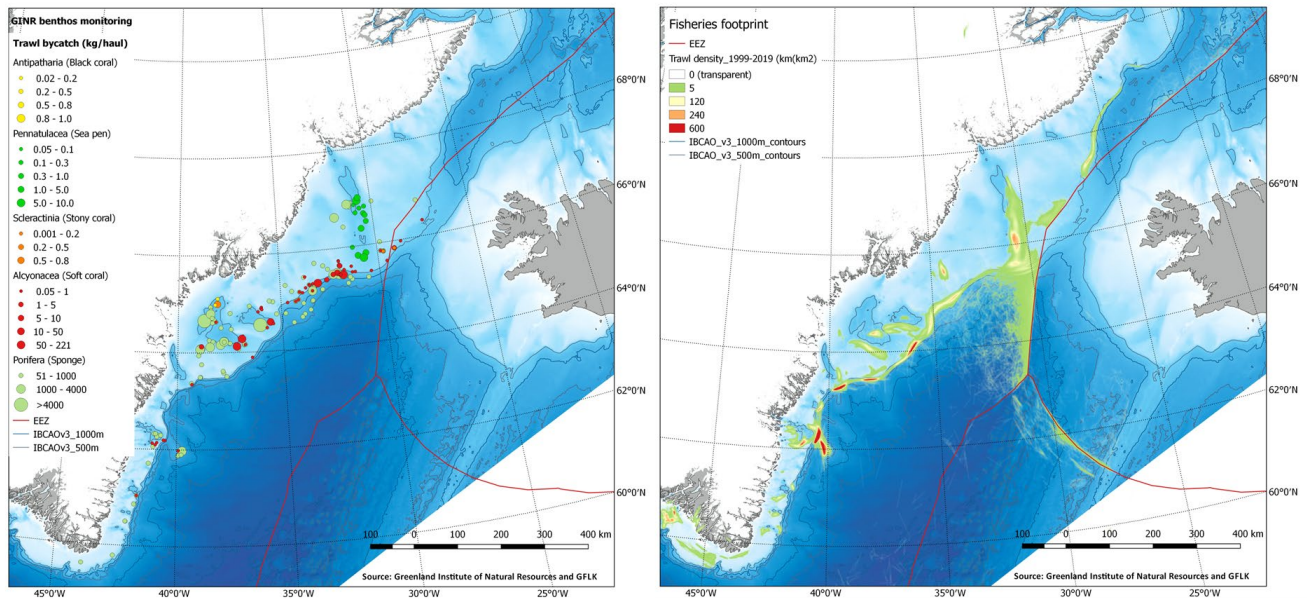 GINR benthos monitoring
Trawl bycatch (kg/haul)
Antipatharia (Black coral)
0.02 - 0.2
0.2 - 0.5
0.5 - 0.8
0.8 - 1.0
Pennatulacea (Sea pen)
0.05 - 0.1
0.1 - 0.3
0.3 - 1.0
1.0 - 5.0
5.0 - 10.0
Scleractinia (Stony coral)
0.001 - 0.2
0.2 - 0.5
0.5 - 0.8
Alcyonacea (Soft coral)
0.05 - 1
1 - 5
5 - 10
10 - 50
50 - 221
Porifera (Sponge)
51 - 1000
1000 - 4000
>4000
EEZ
IBCAOv3_1000m
IBCAOv3_500m
68°0'N
66°0'N
64°0'N
62°0'N
60°0'N
100 0 100 200 300 400 km
Source: Greenland Institute of Natural Resources and GFLK
45°0'W 40°0'W 35°0'W 30°0'W 25°0'W
Fisheries footprint
EEZ
Trawl density_1999-2019 (km(km2)
0 (transparent)
5
120
240
600
IBCAO_v3_1000m_contours
IBCAO_v3_500m_contours
68°0'N
66°0'N
64°0'N
62°0'N
60°0'N
100 0 100 200 300 400 km
Source: Greenland Institute of Natural Resources and GFLK
45°0'W 40°0'W 35°0'W 30°0'W 25°0'W